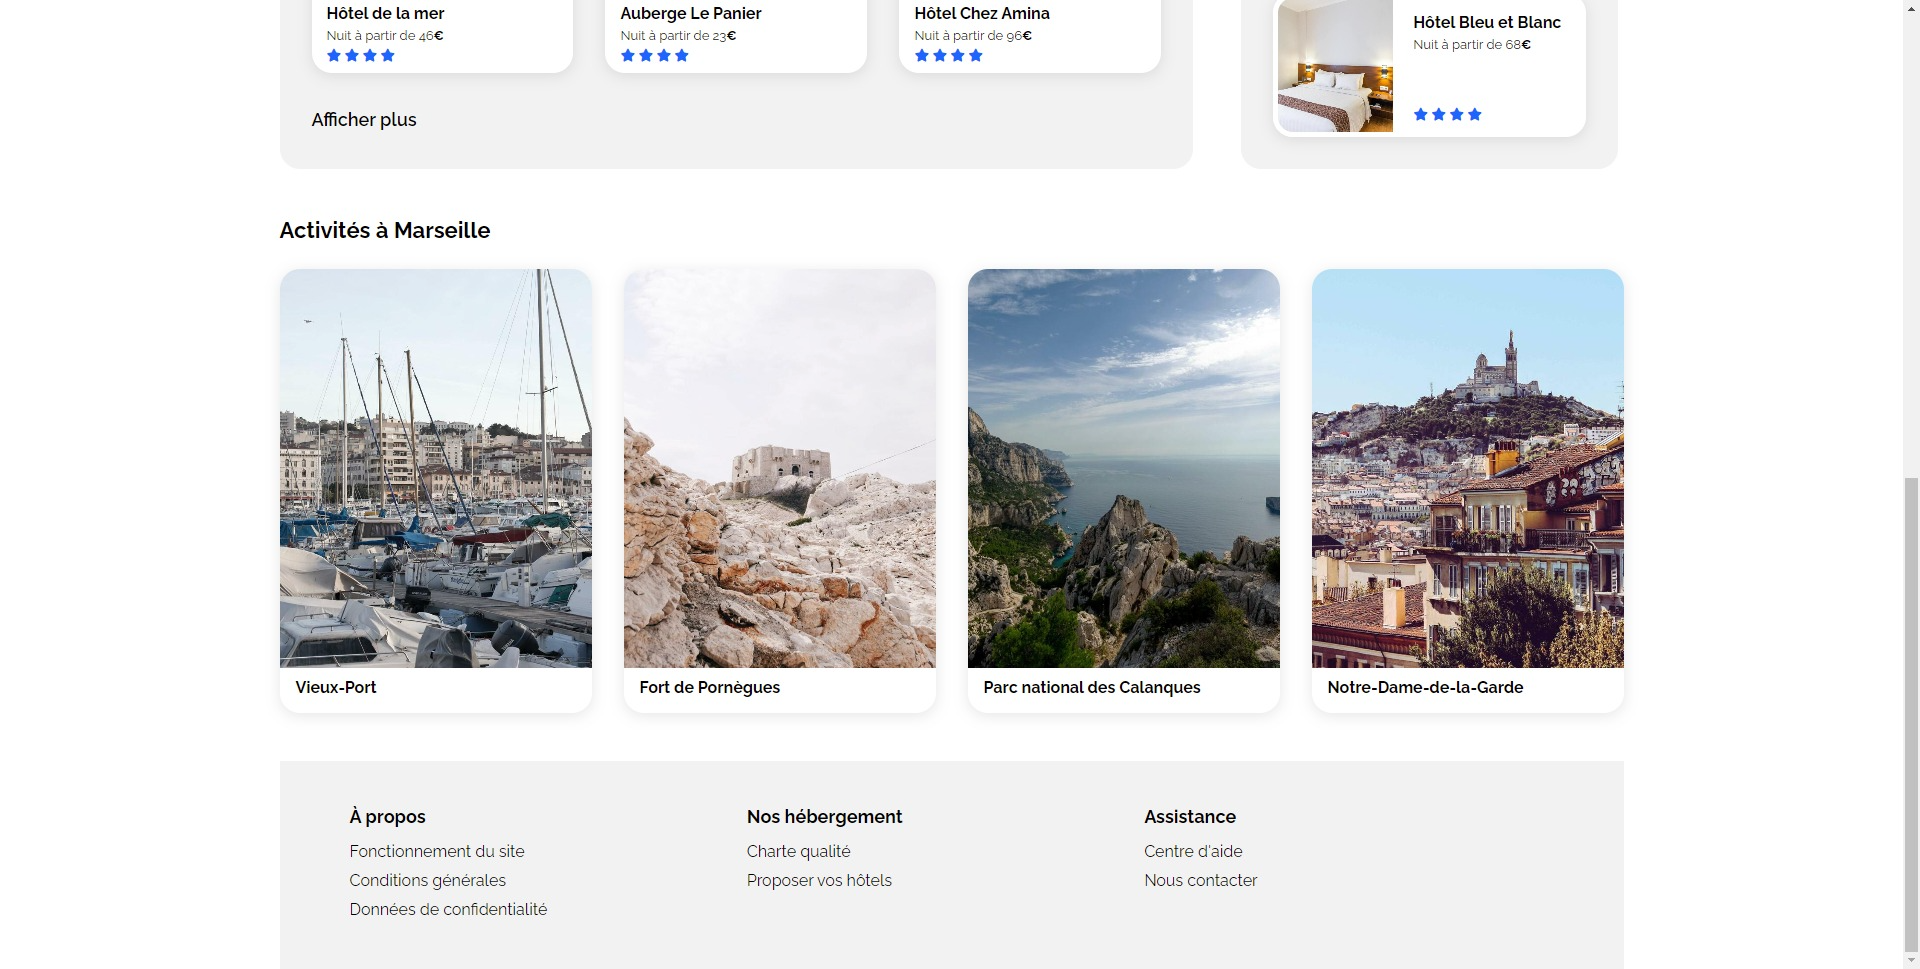 Hôtel de la mer
Nuit à partir de 46€
Auberge Le Panier
Nuit à partir de 23€
Hôtel Chez Amina
Nuit à partir de 96€
Afficher plus
Hôtel Bleu et Blanc
Nuit à partir de 68€
Activités à Marseille
Vieux-Port
Fort de Pornègues
Parc national des Calanques
Notre-Dame-de-la-Garde
À propos
Fonctionnement du site
Conditions générales
Données de confidentialité
Nos hébergement
Charte qualité
Proposer vos hôtels
Assistance
Centre d'aide
Nous contacter